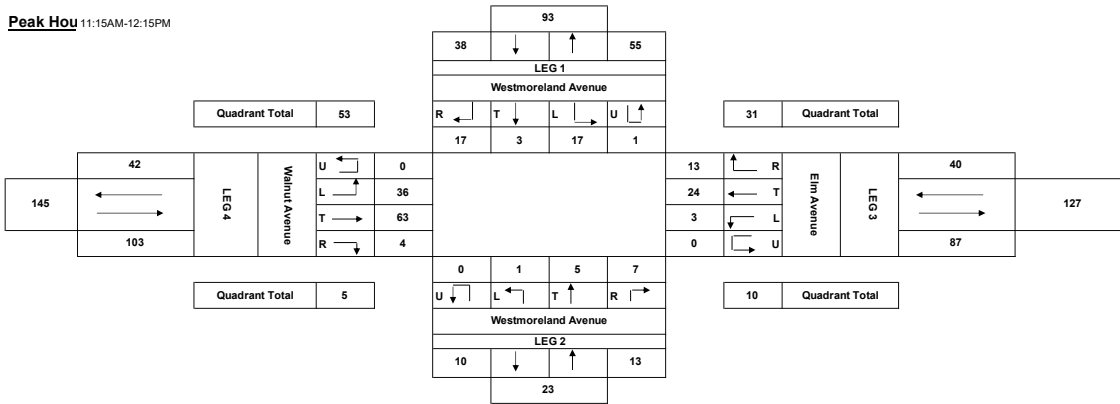 Peak Hou 11:15AM-12:15PM
93
38 55
LEG 1
Westmoreland Avenue
Quadrant Total 53
R T L U
31 Quadrant Total
17 3 17 1
42
U 0
13 R
40
145
LEG 4
Walnut Avenue
L 36
24 T
Elm Avenue
LEG 3
127
T 63
3 L
103
R 4
0 U
87
0 1 5 7
Quadrant Total 5
U L T R
10 Quadrant Total
Westmoreland Avenue
LEG 2
10 13
23